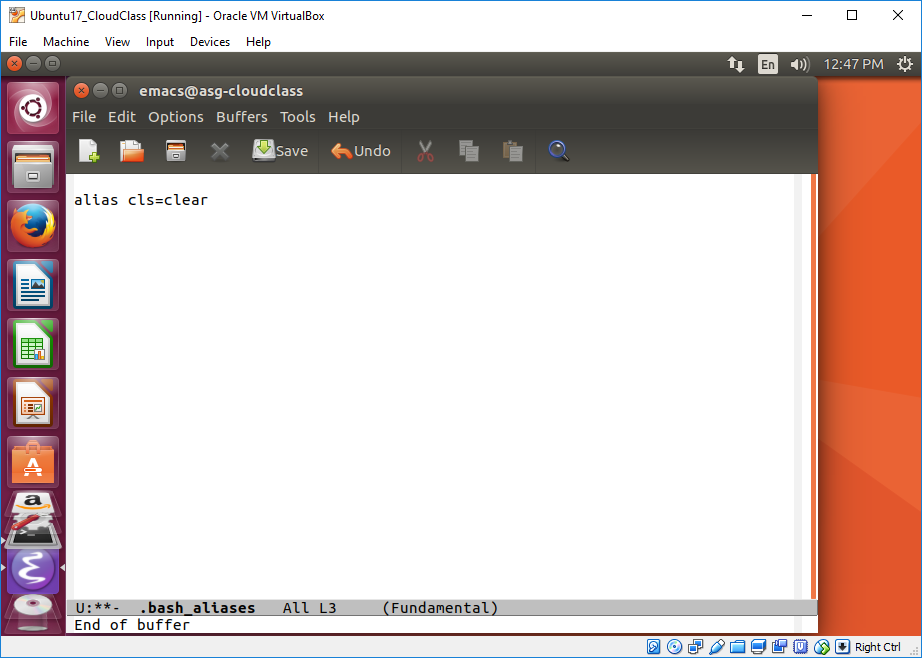 Ubuntu17_CloudClass [Running] - Oracle VM VirtualBox
File Machine View Input Devices Help
En 12:47 PM
emacs@asg-cloudclass
File Edit Options Buffers Tools Help
Save Undo
alias cls=clear
U:**- .bash_aliases All L3 (Fundamental)
End of buffer
Right Ctrl